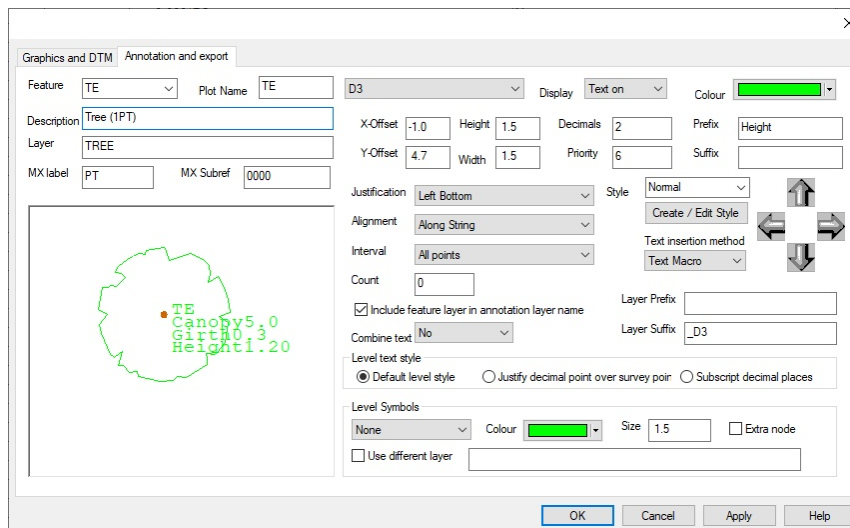 Graphics and DTM Annotation and export
Feature TE Plot Name TE D3 Display Text on Colour
Description Tree (1PT) X-Offset -1.0 Height 1.5 Decimals 2 Prefix Height
Layer TREE Y-Offset 4.7 Width 1.5 Priority 6 Suffix
MX label PT MX Subref 0000
Justification Left Bottom Style Normal
Create / Edit Style
Alignment Along String
Text insertion method
Interval All points Text Macro
Count 0
Layer Prefix
Include feature layer in annotation layer name
Layer Suffix _D3
Combine text No
TE
Canopy5.0
Girth0.3
Height1.20
Level text style
Default level style Justify decimal point over survey poir Subscript decimal places
Level Symbols
None Colour Size 1.5 Extra node
Use different layer
OK Cancel Apply Help